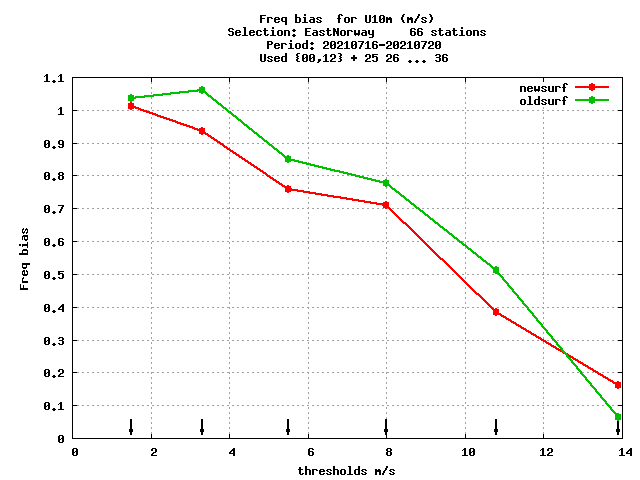 Freq bias  for U10m (m/s)
Selection: EastNorway     66 stations
Period: 20210716-20210720
Used {00,12} + 25 26 ... 36
newsurf
oldsurf
1.1
1
0.9
0.8
0.7
0.6
0.5
0.4
0.3
0.2
0.1
0
Freq bias
0 2 4 6 8 10 12 14
thresholds m/s